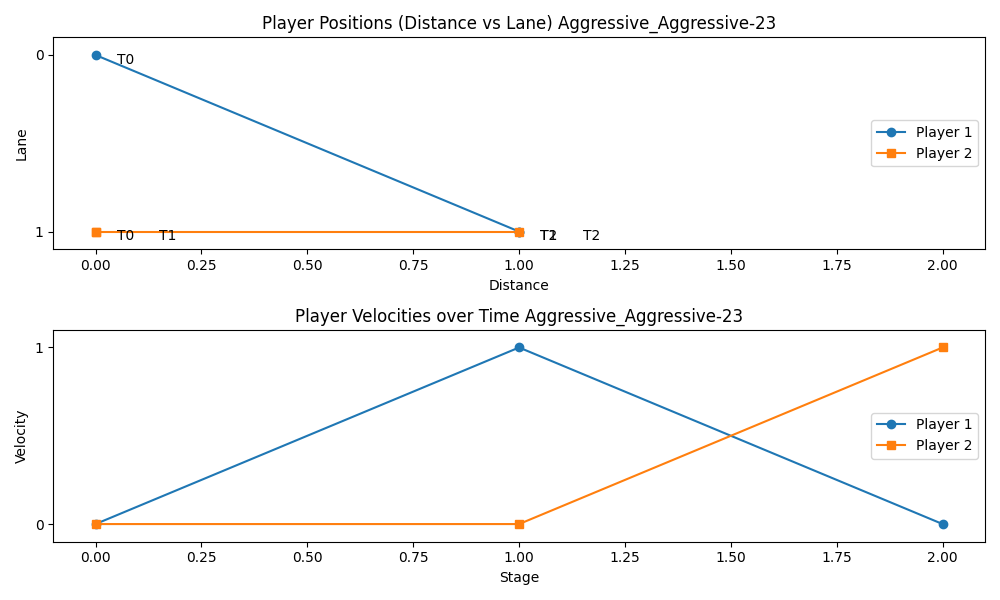 Player Positions (Distance vs Lane) Aggressive_Aggressive-23
0
1
Lane
T0
T0
T1
T2
Player 1
Player 2
0.00
0.25
0.50
0.75
1.00
1.25
1.50
1.75
2.00
Distance
Player Velocities over Time Aggressive_Aggressive-23
1
0
Velocity
Player 1
Player 2
0.00
0.25
0.50
0.75
1.00
1.25
1.50
1.75
2.00
Stage